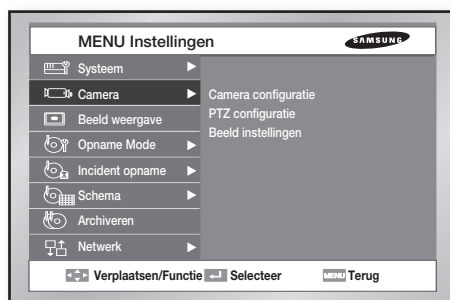 MENU Instellingen
SAMSUNG
Systeem
Camera
Beeld weergave
Opname Mode
Incident opname
Schema
Archiveren
Netwerk
Camera configuratie
PTZ configuratie
Beeld instellingen
Verplaatsen/Functie Selecteer MENU Terug